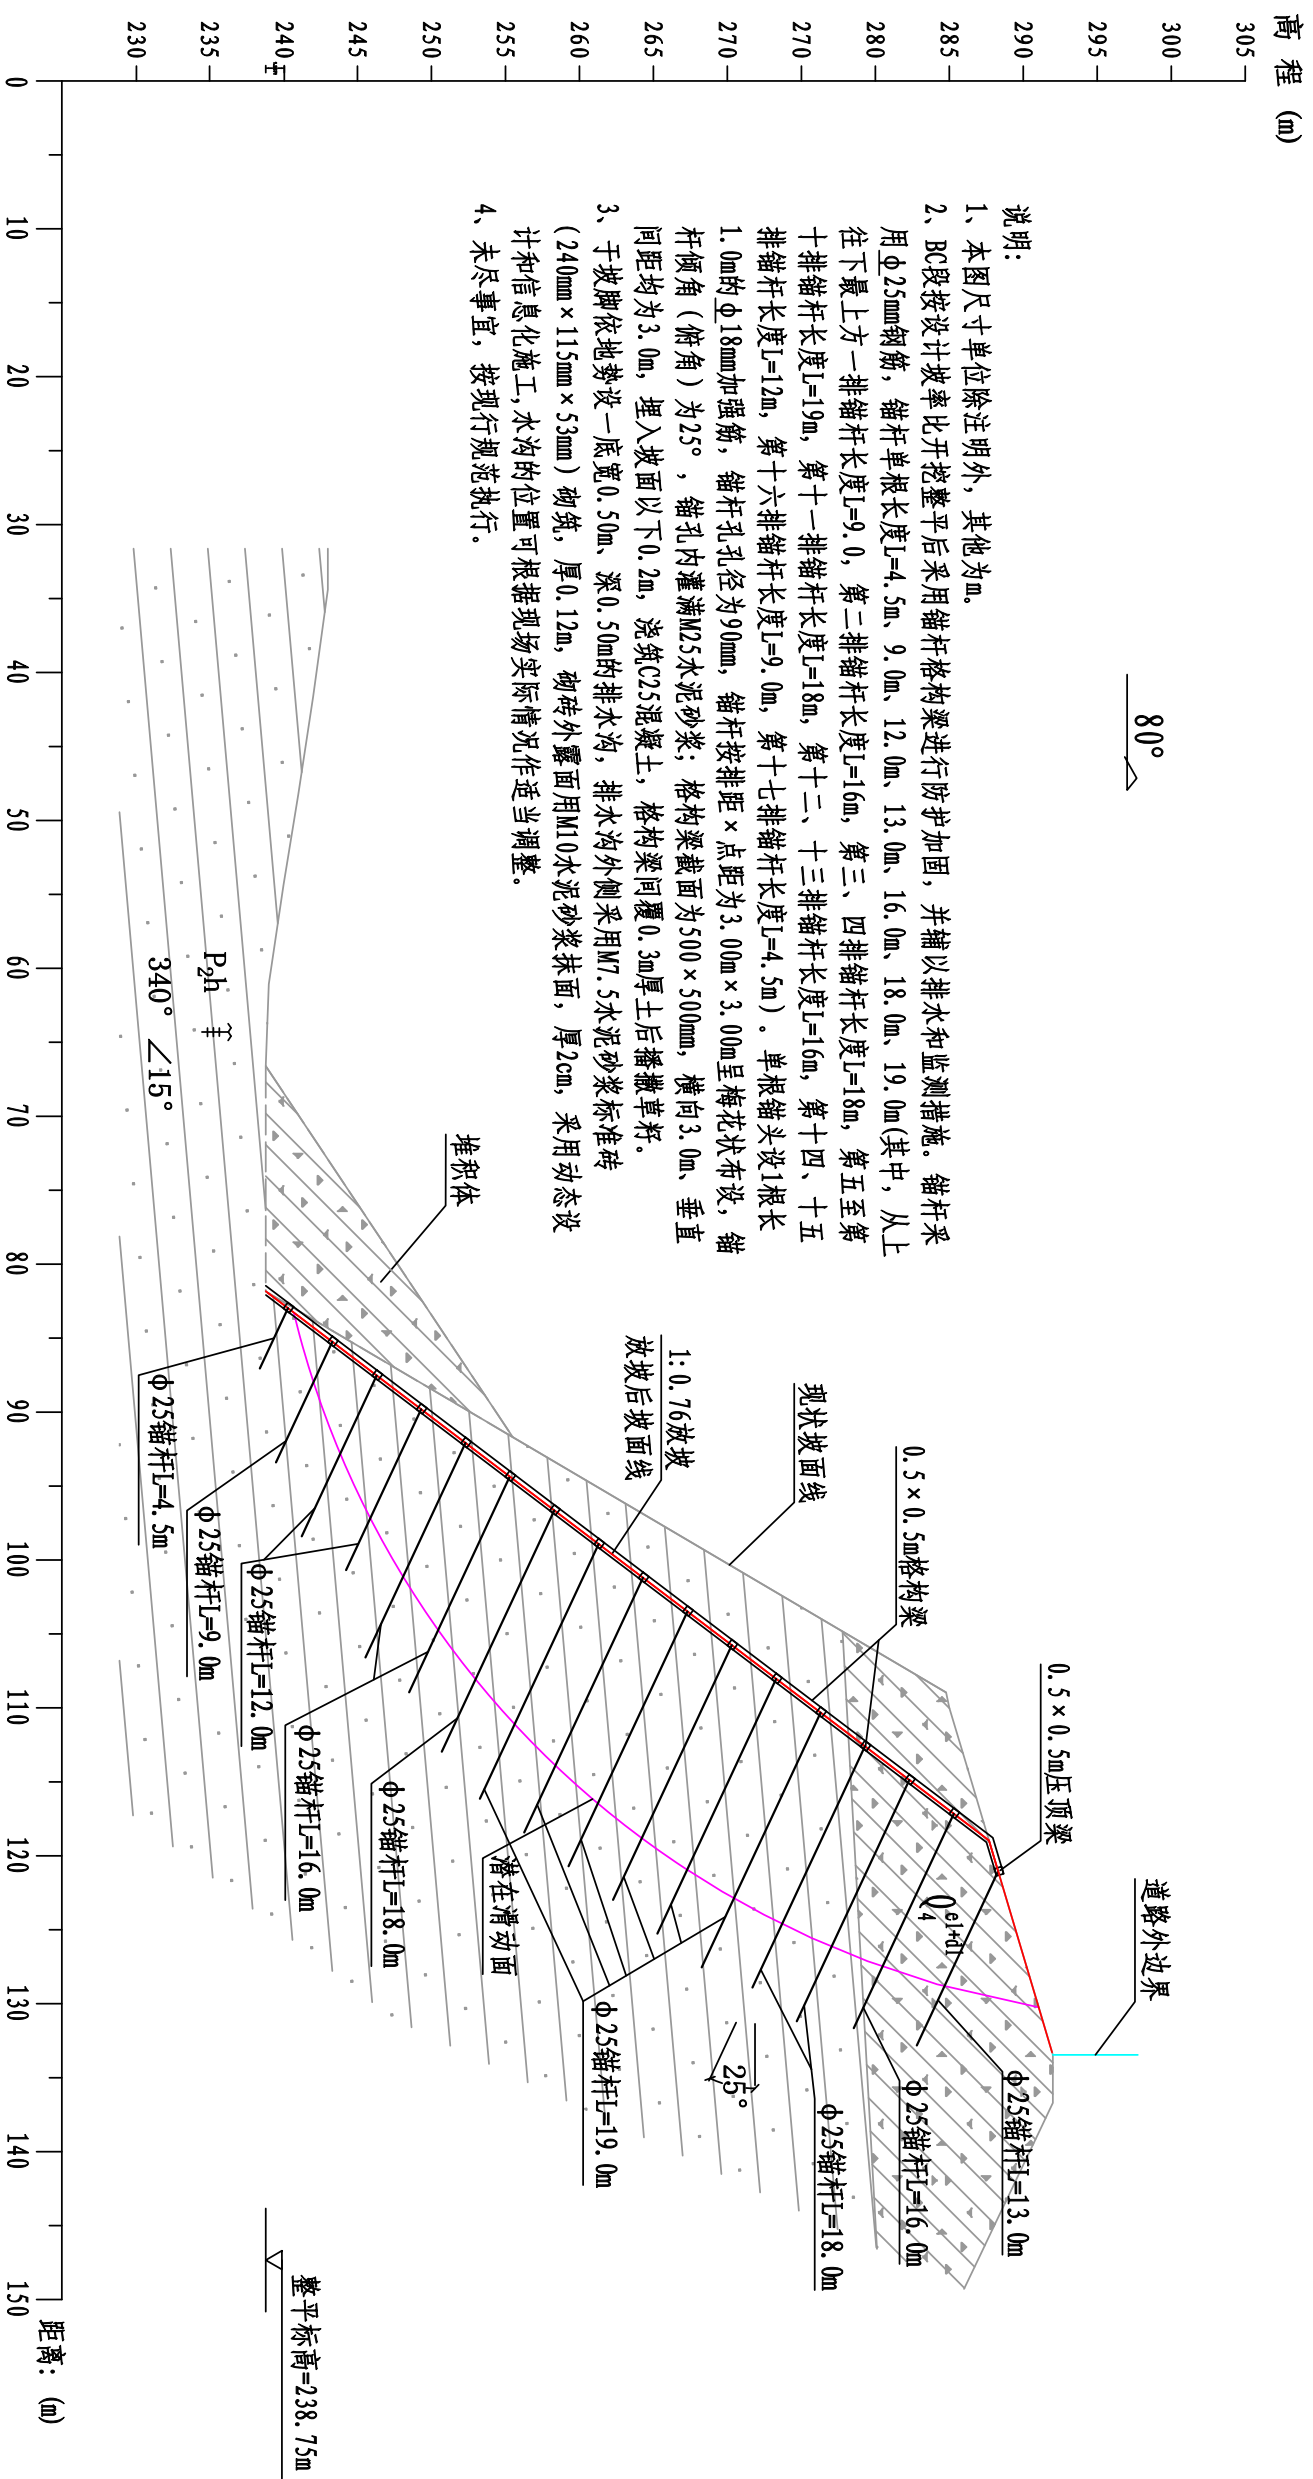 高 程 (m)
305
300
295
290
285
280
275
270
265
260
255
250
245
240
235
230
80°
说明:
1、本图尺寸单位除注明外，其他为m。
2、BC段按设计坡率比开挖整平后采用锚杆格构梁进行防护加固，并辅以排水和监测措施。锚杆采
用ф25mm钢筋，锚杆单根长度L=4.5m、9.0m、12.0m、13.0m、16.0m、18.0m、19.0m(其中，从上
往下最上方一排锚杆长度L=9.0，第二排锚杆长度L=16m，第三、四排锚杆长度L=18m，第五至第
十排锚杆长度L=19m，第十一排锚杆长度L=18m，第十二、十三排锚杆长度L=16m，第十四、十五
排锚杆长度L=12m，第十六排锚杆长度L=9.0m，第十七排锚杆长度L=4.5m）。单根锚头设1根长
1.0m的ф18mm加强筋，锚杆孔孔径为90mm，锚杆按排距×点距为3.00m×3.00m呈梅花状布设，锚
杆倾角（俯角）为25°，锚孔内灌满M25水泥砂浆；格构梁截面为500×500mm，横向3.0m、垂直
间距均为3.0m，埋入坡面以下0.2m，浇筑C25混凝土，格构梁间覆0.3m厚土后播撒草籽。
3、于坡脚依地势设一底宽0.50m、深0.50m的排水沟，排水沟外侧采用M7.5水泥砂浆标准砖
(240mm×115mm×53mm）砌筑，厚0.12m，砌砖外露面用M10水泥砂浆抹面，厚2cm，采用动态设
计和信息化施工,水沟的位置可根据现场实际情况作适当调整。
4、未尽事宜，按现行规范执行。
道路外边界
0.5×0.5m压顶梁
0.5×0.5m格构梁
现状坡面线
1:0.76放坡
放坡后坡面线
堆积体
Q4el+dl
ф25锚杆L=13.0m
ф25锚杆L=16.0m
ф25锚杆L=18.0m
25°
ф25锚杆L=19.0m
潜在滑动面
ф25锚杆L=18.0m
ф25锚杆L=16.0m
ф25锚杆L=12.0m
ф25锚杆L=9.0m
ф25锚杆L=4.5m
P2h
340° ∠15°
整平标高=238.75m
0
10
20
30
40
50
60
70
80
90
100
110
120
130
140
150
距离: (m)